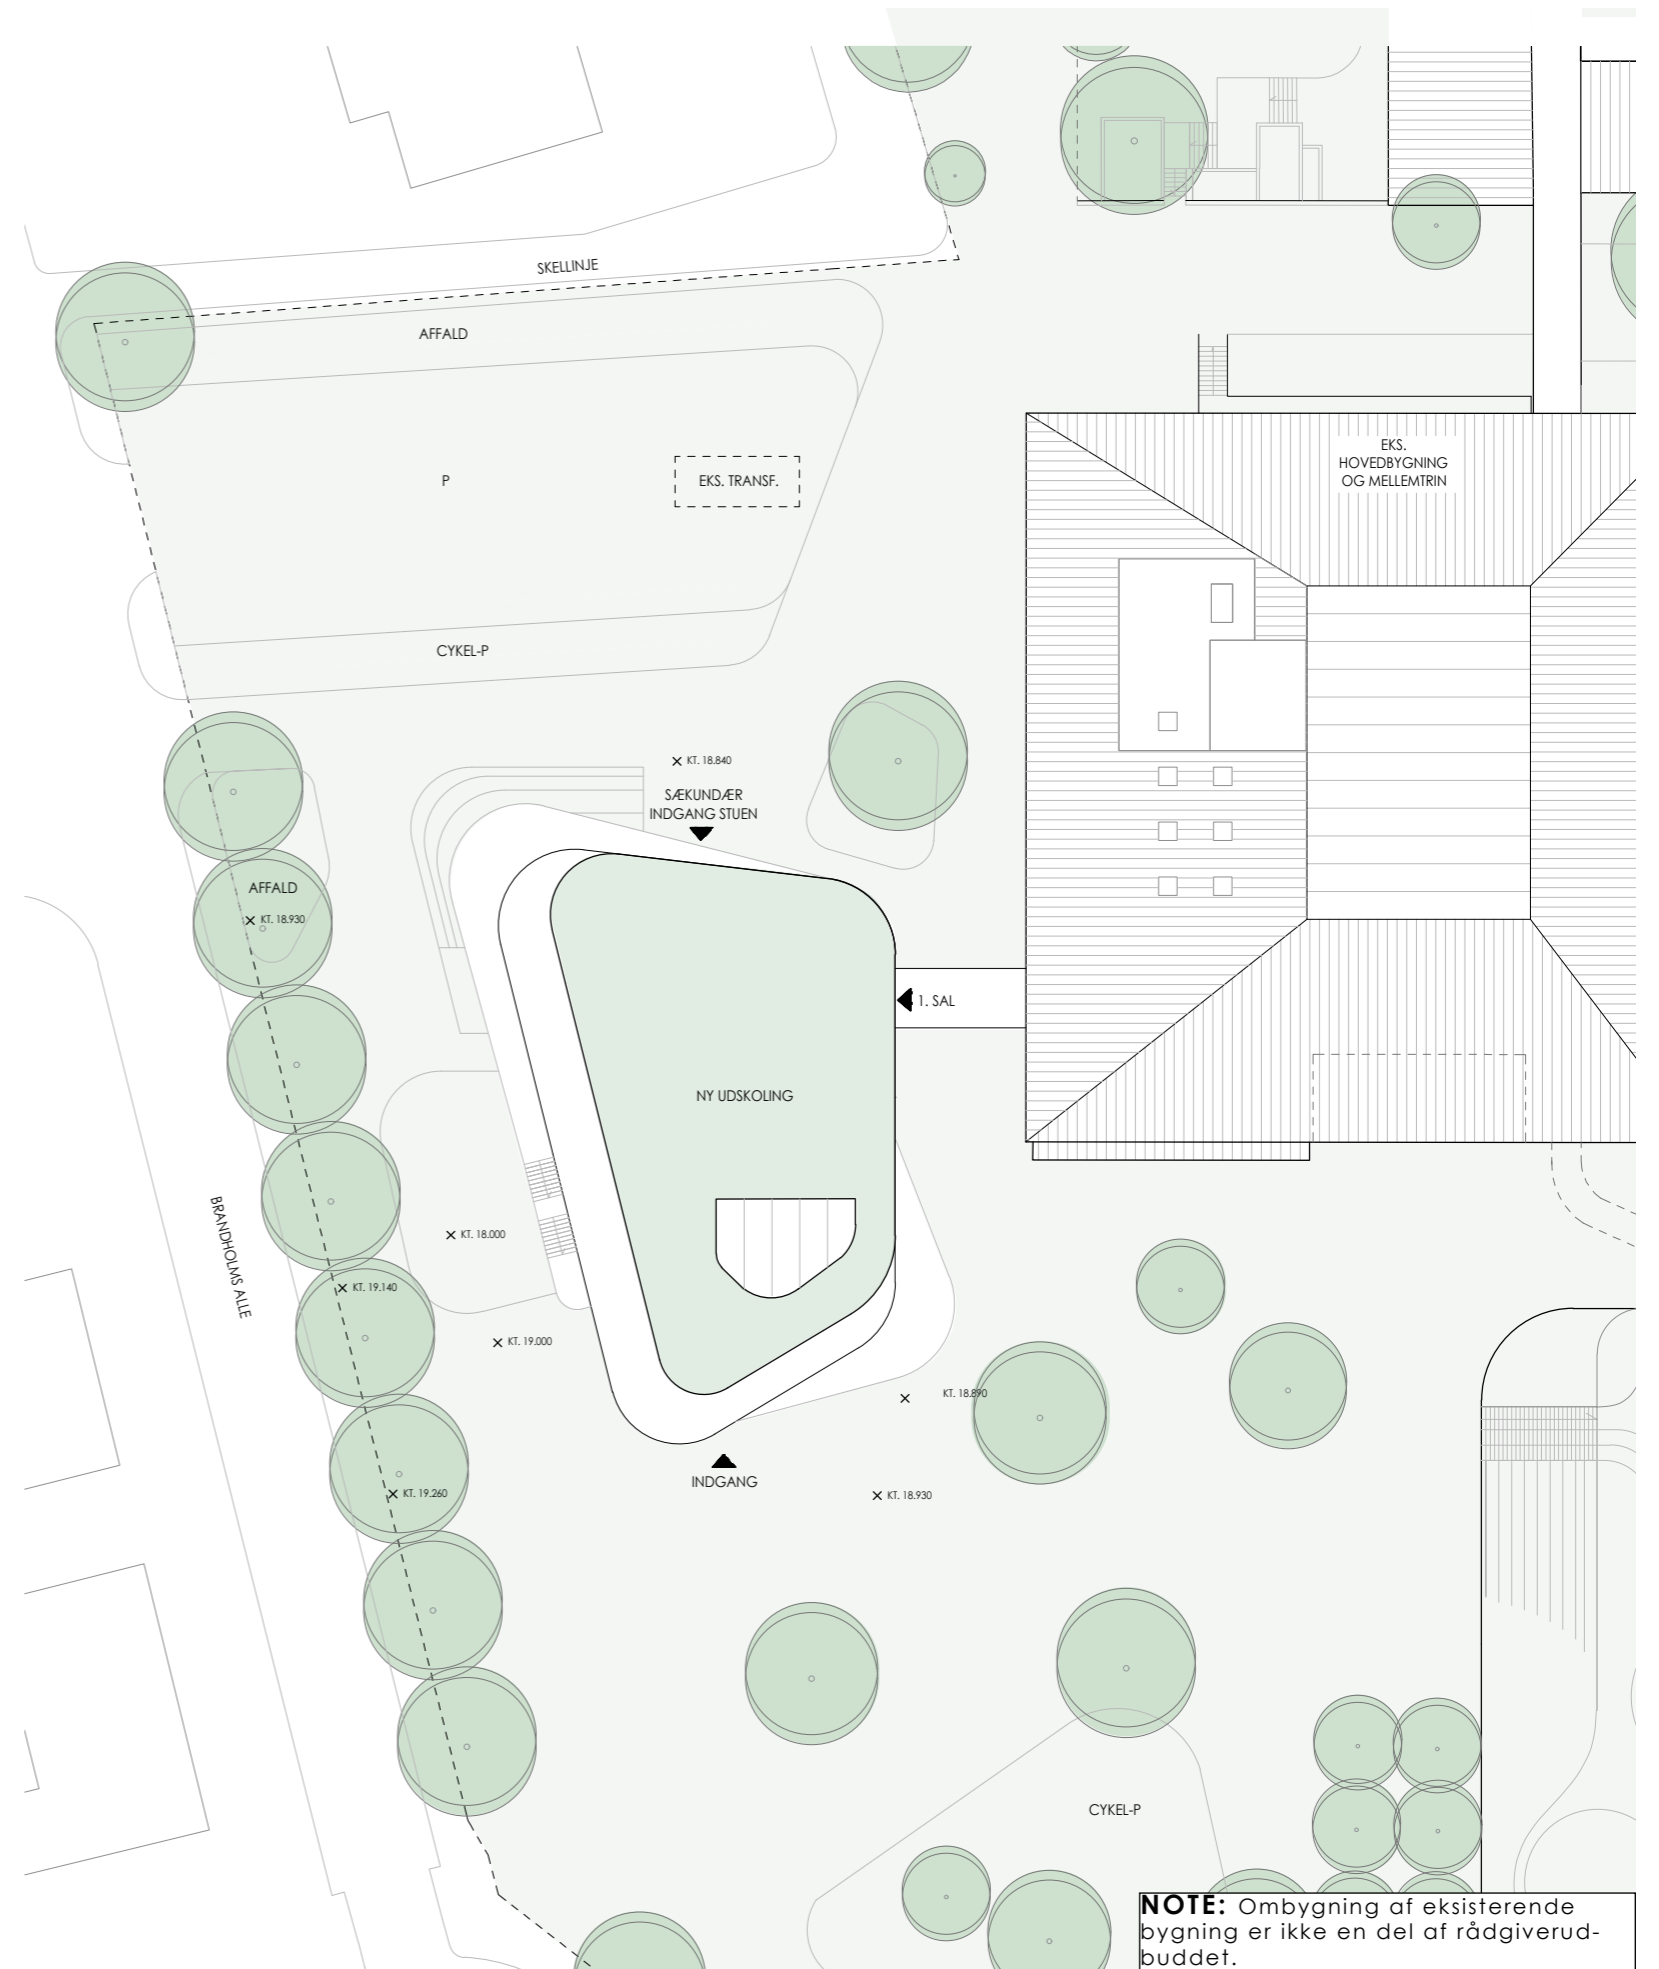 SKELLINJE
AFFALD
EKS.
HOVEDBYGNING
OG MELLEMTRIN
P
EKS. TRANSF.
CYKEL-P
KT. 18.840
SÆKUNDÆR
INDGANG STUEN
AFFALD
KT. 18.930
1. SAL
NY UDSKOLING
BRANDHOLMS ALLE
KT. 18.000
KT. 19.140
KT. 19.000
KT. 18.890
INDGANG
KT. 19.260
KT. 18.930
CYKEL-P
NOTE: Ombygning af eksisterende
bygning er ikke en del af rådgiverud-
buddet.